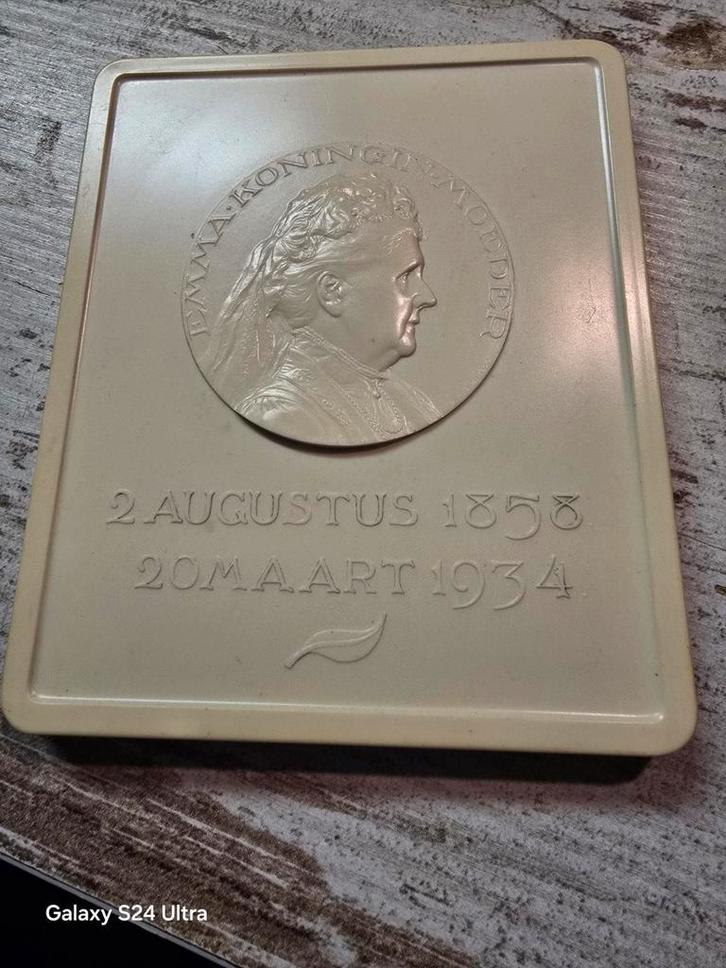 EMMA·KONINGIN-MOEDER
2 AUGUSTUS 1858
20 MAART 1934
Galaxy S24 Ultra